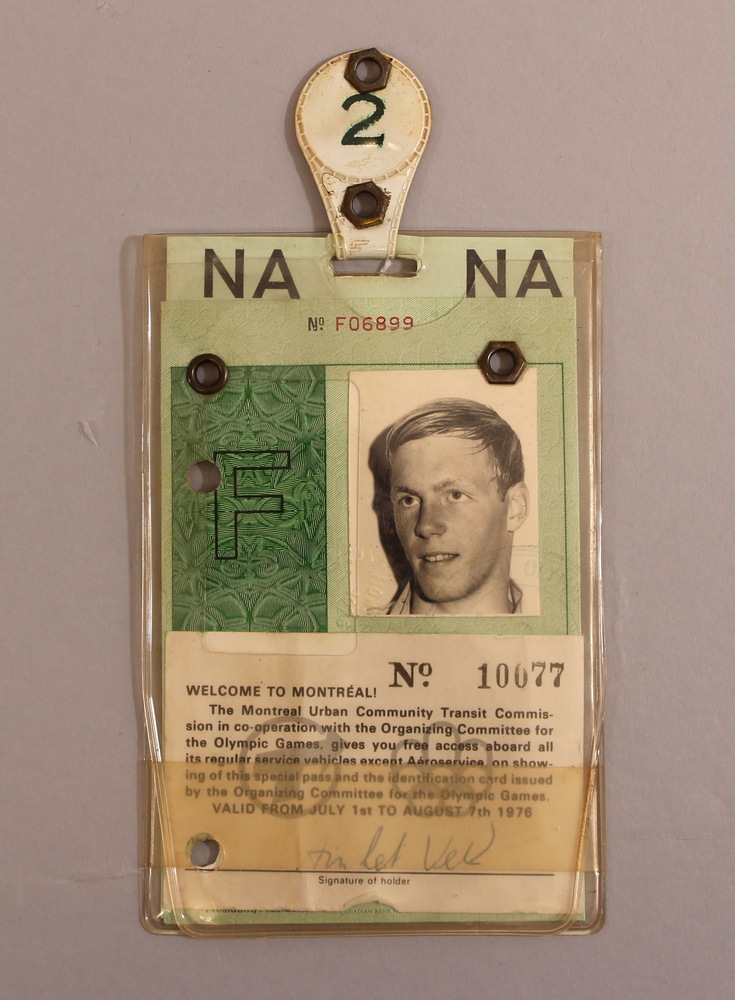 2
NA NA
Nº F06899
F
Nº 10077
WELCOME TO MONTRÉAL!
The Montreal Urban Community Transit Commis-
sion in co-operation with the Organizing Committee for
the Olympic Games, gives you free access aboard all
its regular service vehicles except Aéroservice, on show-
ing of this special pass and the identification card issued
by the Organizing Committee for the Olympic Games.
VALID FROM JULY 1st TO AUGUST 7th 1976
Signature of holder